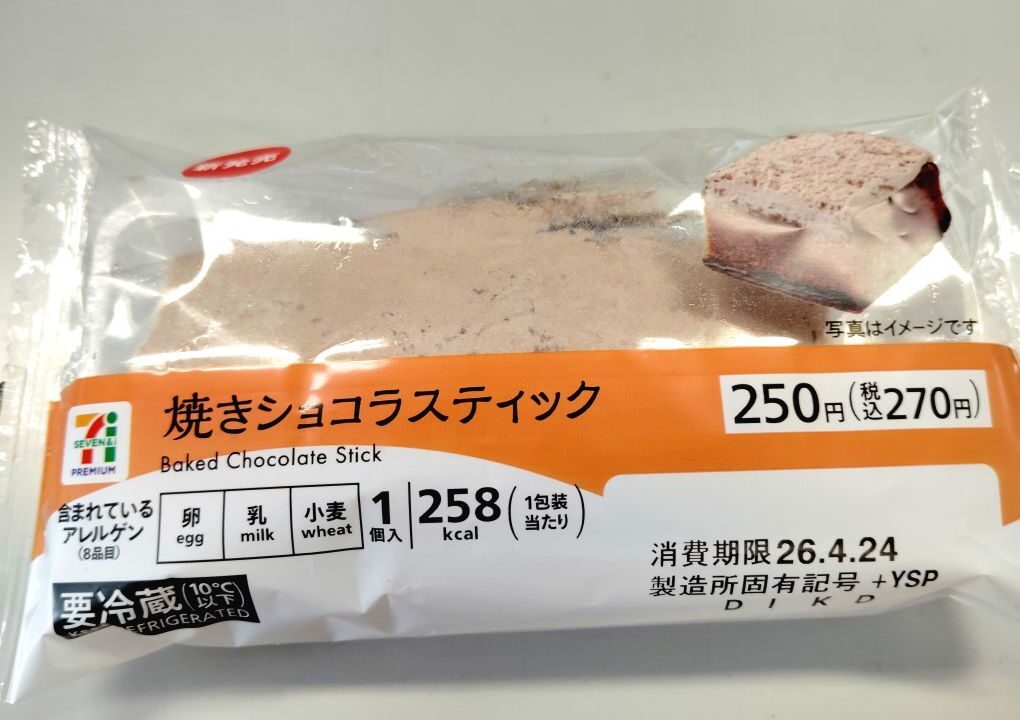 新発売
写真はイメージです
焼きショコラスティック
Baked Chocolate Stick
250円(税込270円)
SEVEN&i
PREMIUM
含まれている
アレルゲン
(8品目)
卵 乳 小麦
egg milk wheat
1
個入
258
kcal
(1包装
当たり)
消費期限 26.4.24
製造所固有記号 +YSP
D I K D
要冷蔵(10℃以下)
REFRIGERATED